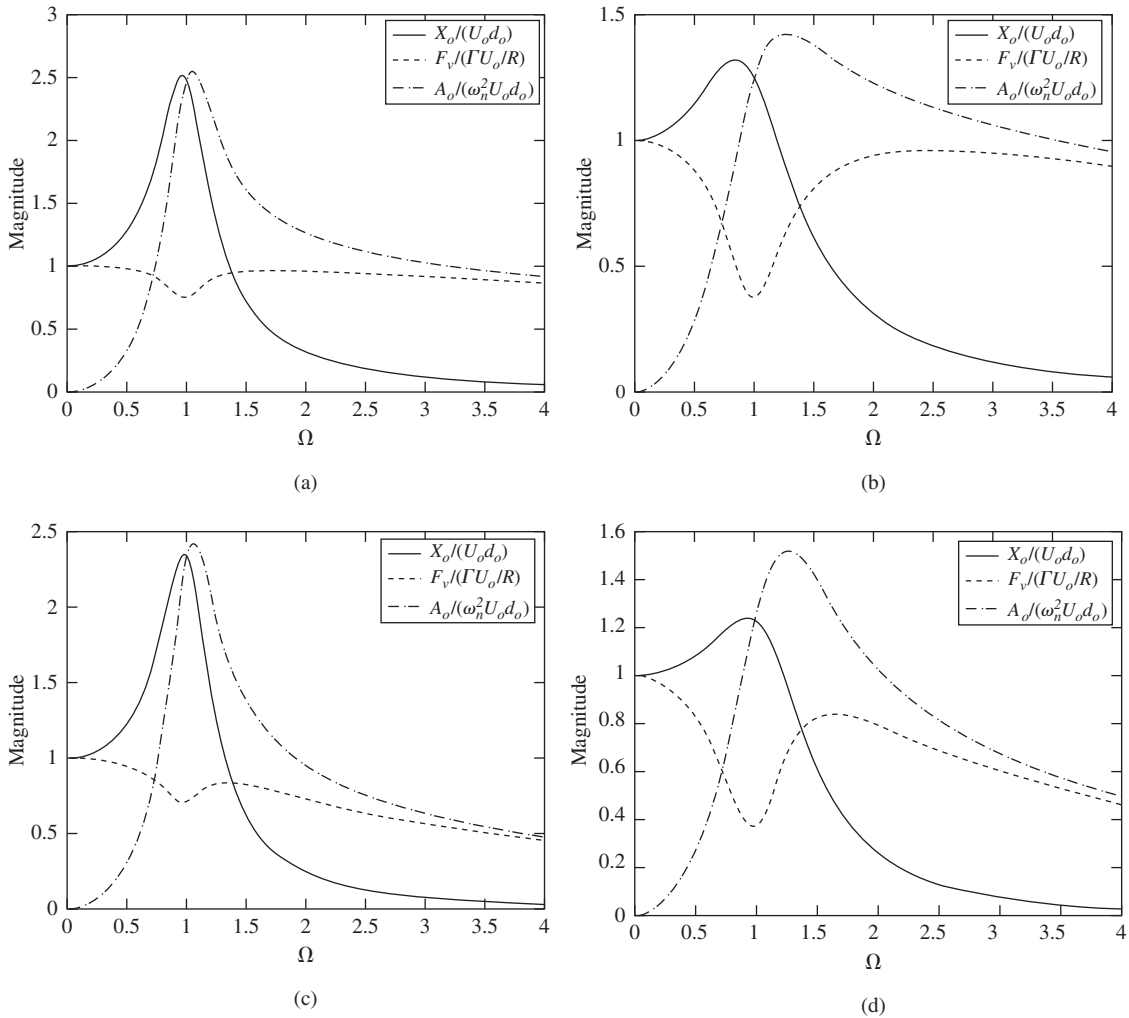 3
2.5
2
1.5
1
0.5
0
Magnitude
X_o/(U_o d_o)
F_v/(ΓU_o/R)
A_o/(ω_n^2 U_o d_o)
0 0.5 1 1.5 2 2.5 3 3.5 4
Ω
(a)
1.5
1
0.5
0
Magnitude
X_o/(U_o d_o)
F_v/(ΓU_o/R)
A_o/(ω_n^2 U_o d_o)
0 0.5 1 1.5 2 2.5 3 3.5 4
Ω
(b)
2.5
2
1.5
1
0.5
0
Magnitude
X_o/(U_o d_o)
F_v/(ΓU_o/R)
A_o/(ω_n^2 U_o d_o)
0 0.5 1 1.5 2 2.5 3 3.5 4
Ω
(c)
1.6
1.4
1.2
1
0.8
0.6
0.4
0.2
0
Magnitude
X_o/(U_o d_o)
F_v/(ΓU_o/R)
A_o/(ω_n^2 U_o d_o)
0 0.5 1 1.5 2 2.5 3 3.5 4
Ω
(d)